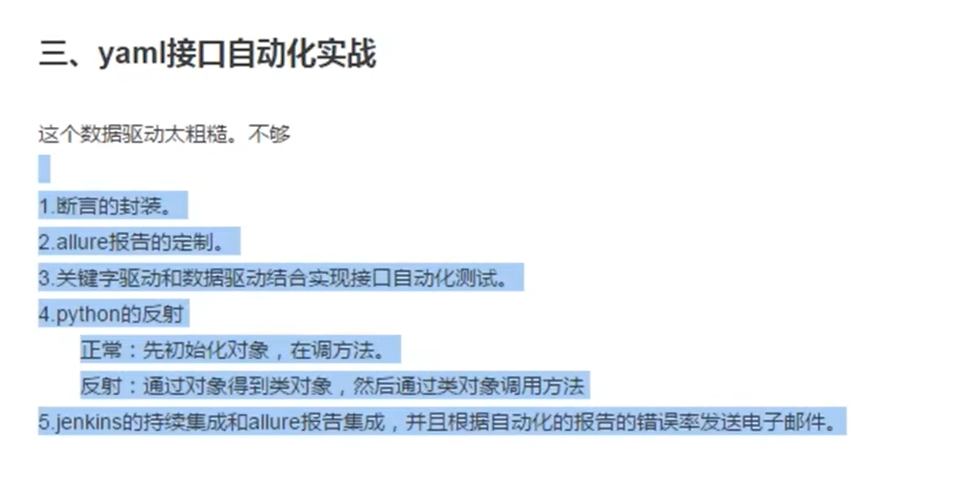 三、yaml接口自动化实战
这个数据驱动太粗糙。不够
1.断言的封装。
2.allure报告的定制。
3.关键字驱动和数据驱动结合实现接口自动化测试。
4.python的反射
正常：先初始化对象，在调方法。
反射：通过对象得到类对象，然后通过类对象调用方法
5.jenkins的持续集成和allure报告集成，并且根据自动化的报告的错误率发送电子邮件。